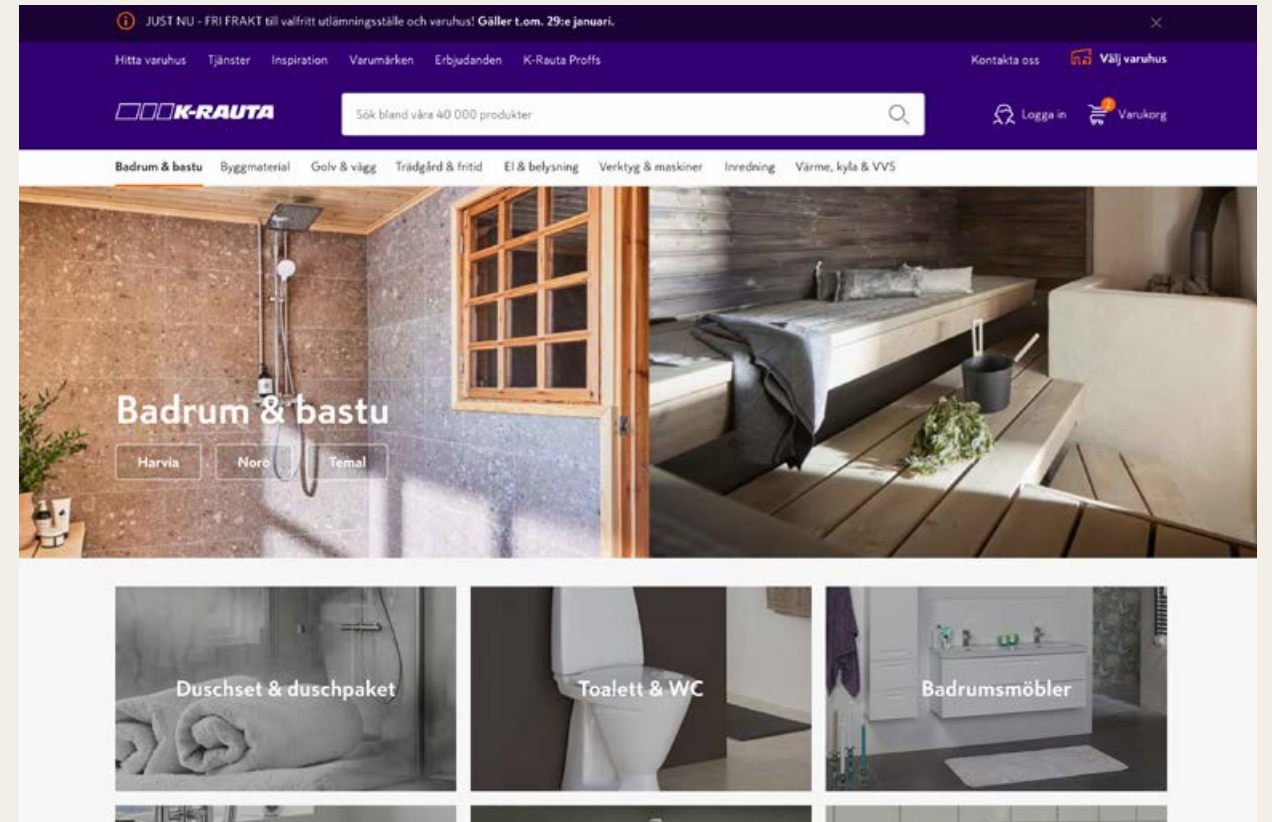 JUST NU - FRI FRAKT till valfritt utlämningsställe och varuhus! Gäller t.om. 29:e januari.
Hitta varuhus Tjänster Inspiration Varumärken Erbjudanden K-Rauta Proffs Kontakta oss Välj varuhus
K-RAUTA Sök bland våra 40 000 produkter Logga in 2 Varukorg
Badrum & bastu Byggmaterial Golv & vägg Trädgård & fritid El & belysning Verktyg & maskiner Inredning Värme, kyla & VVS
Badrum & bastu
Harvia Noro Temal
Duschset & duschpaket Toalett & WC Badrumsmöbler